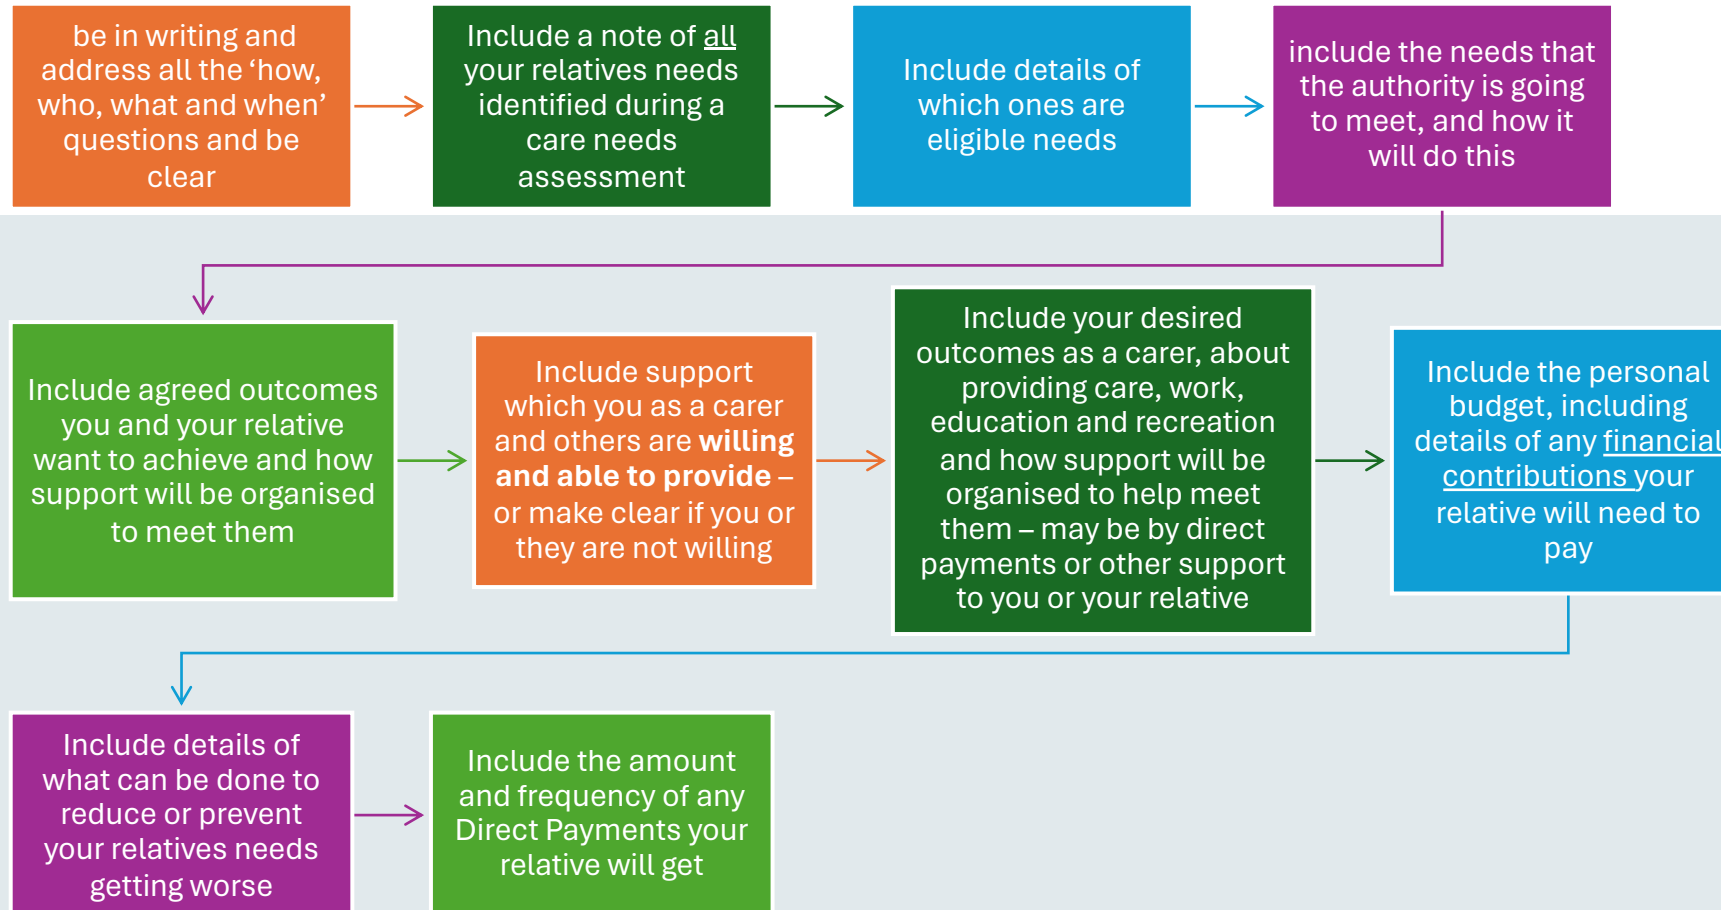 be in writing and
address all the ‘how,
who, what and when’
questions and be
clear
Include a note of all
your relatives needs
identified during a
care needs
assessment
Include details of
which ones are
eligible needs
include the needs that
the authority is going
to meet, and how it
will do this
Include agreed outcomes
you and your relative
want to achieve and how
support will be organised
to meet them
Include support
which you as a carer
and others are willing
and able to provide –
or make clear if you or
they are not willing
Include your desired
outcomes as a carer, about
providing care, work,
education and recreation
and how support will be
organised to help meet
them – may be by direct
payments or other support
to you or your relative
Include the personal
budget, including
details of any financial
contributions your
relative will need to
pay
Include details of
what can be done to
reduce or prevent
your relatives needs
getting worse
Include the amount
and frequency of any
Direct Payments your
relative will get